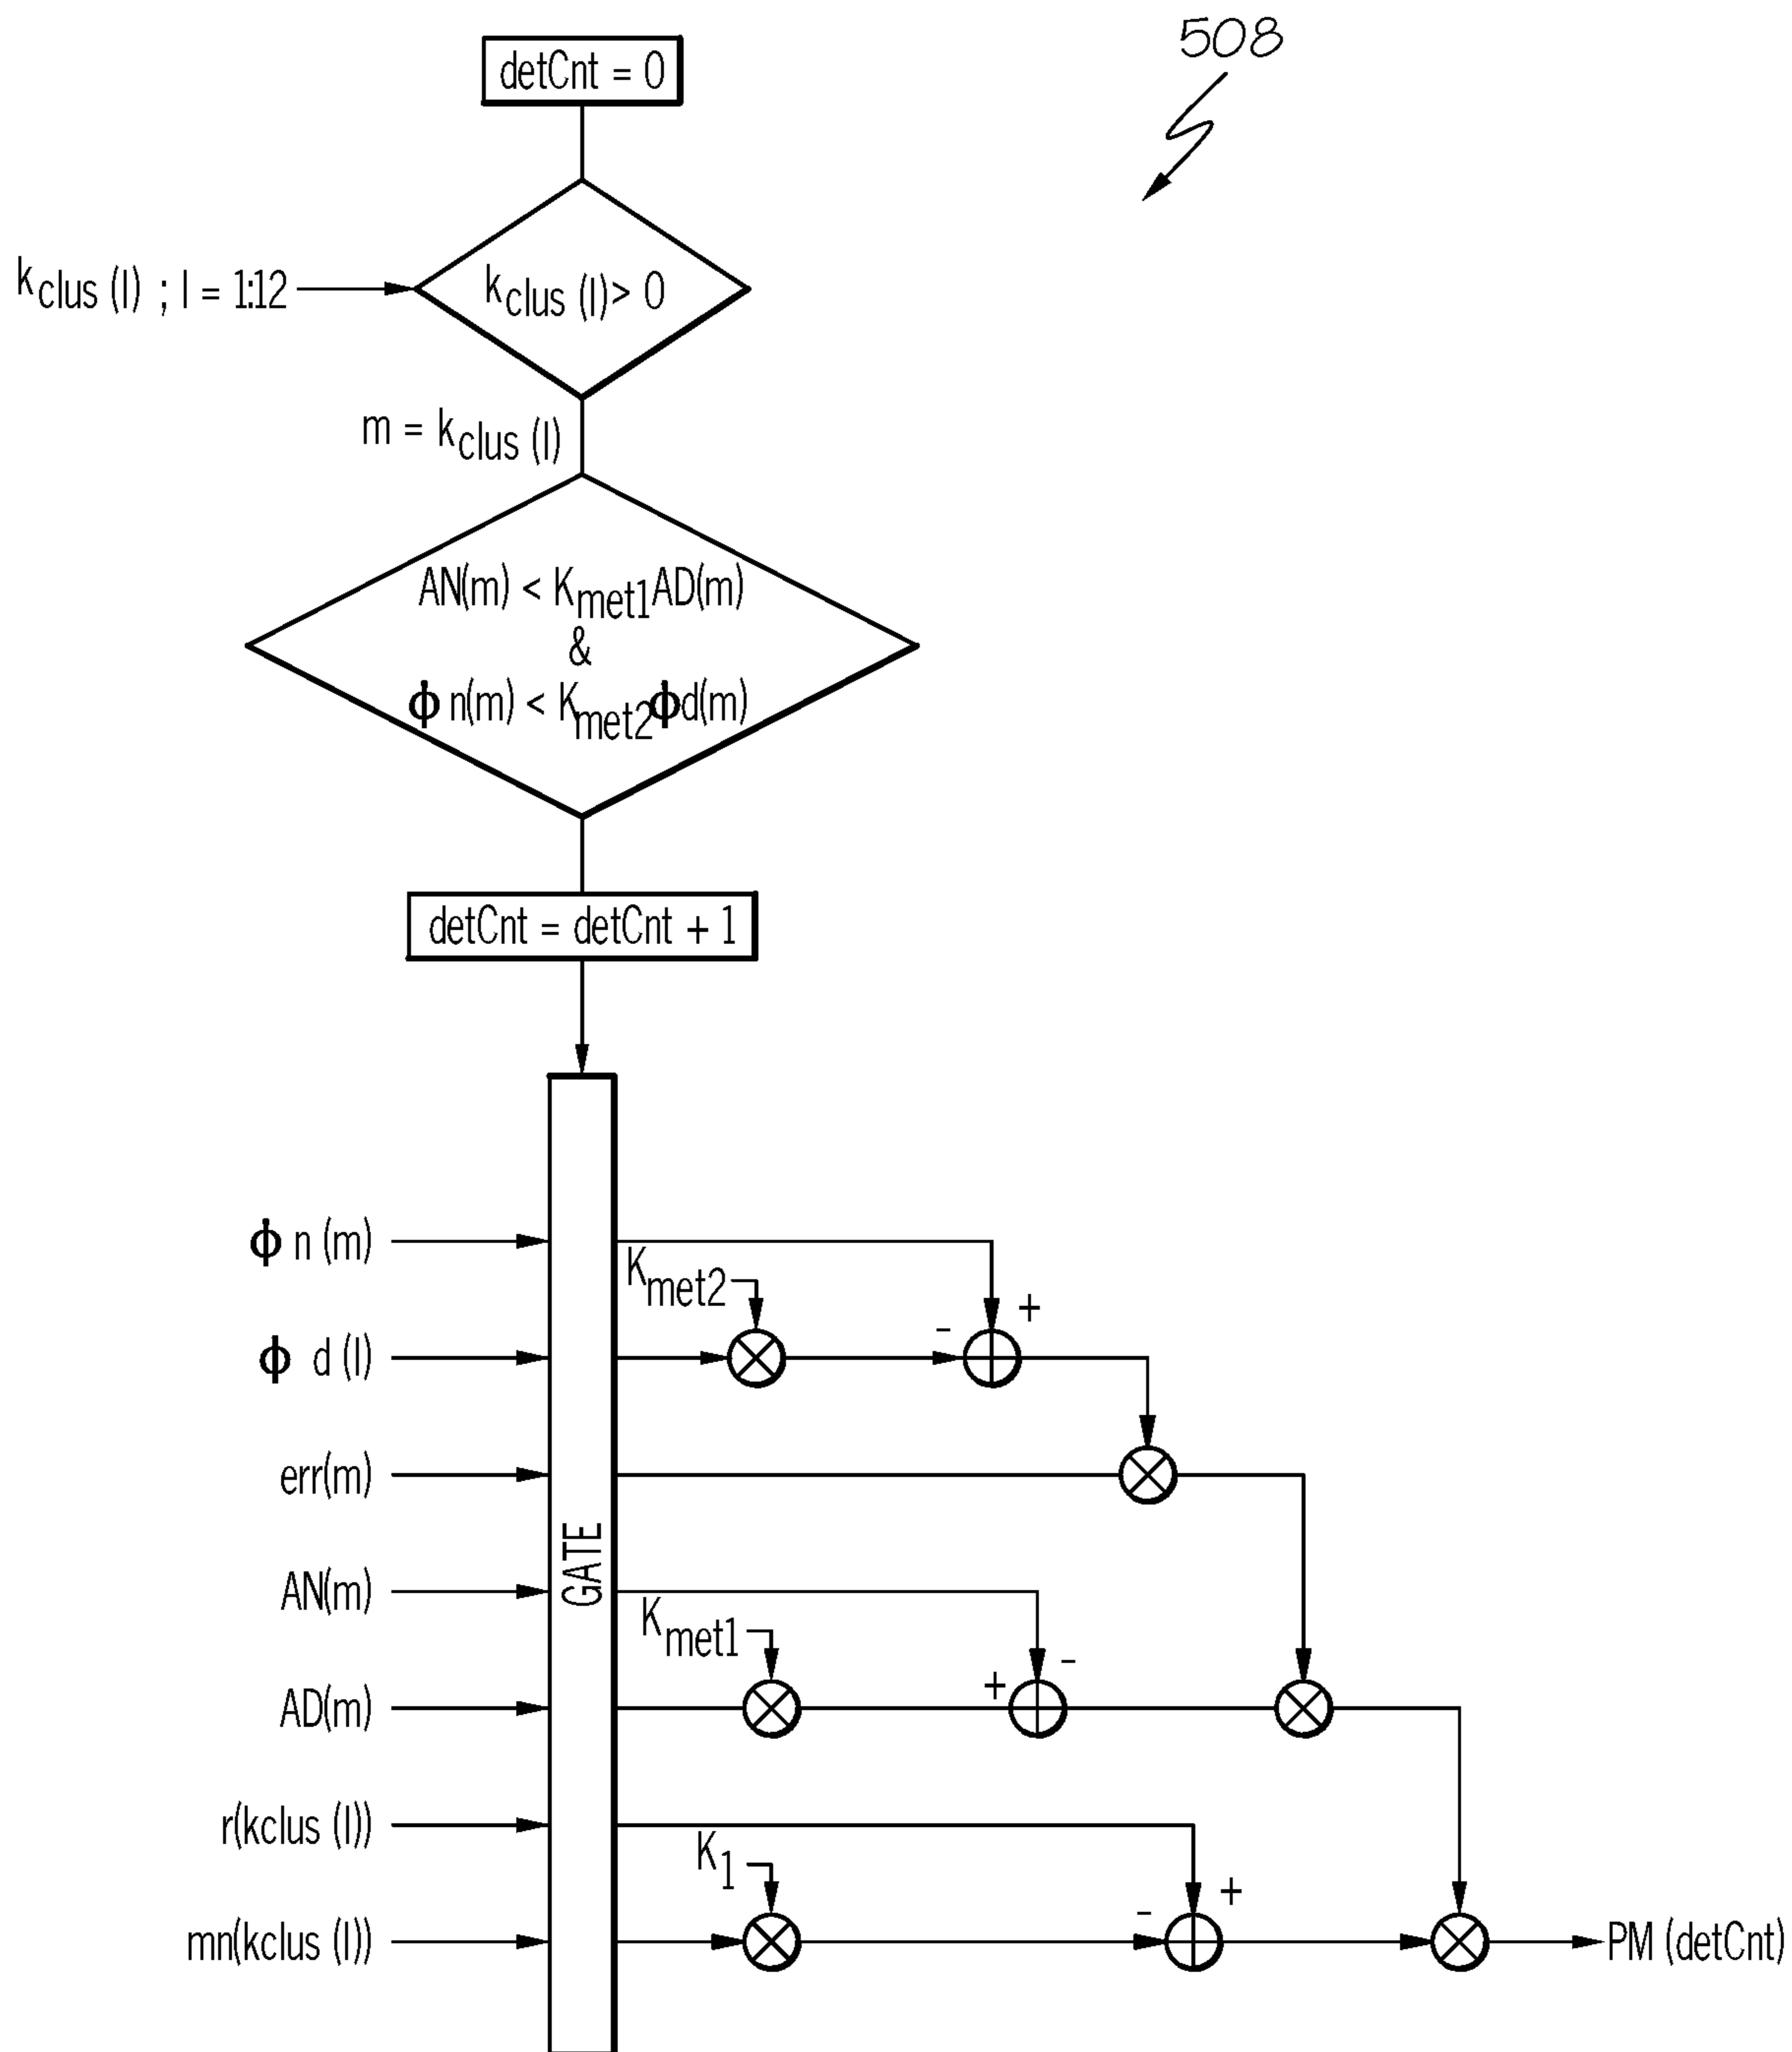 508
detCnt = 0
kclus (l) ; l = 1:12
kclus (l) > 0
m = kclus (l)
AN(m) < Kmet1AD(m)
&
ϕ n(m) < Kmet2ϕd(m)
detCnt = detCnt + 1
GATE
ϕ n (m)
Kmet2
+
-
ϕ d (l)
err(m)
AN(m)
Kmet1
-
+
AD(m)
r(kclus (l))
K1
+
-
mn(kclus (l))
PM (detCnt)